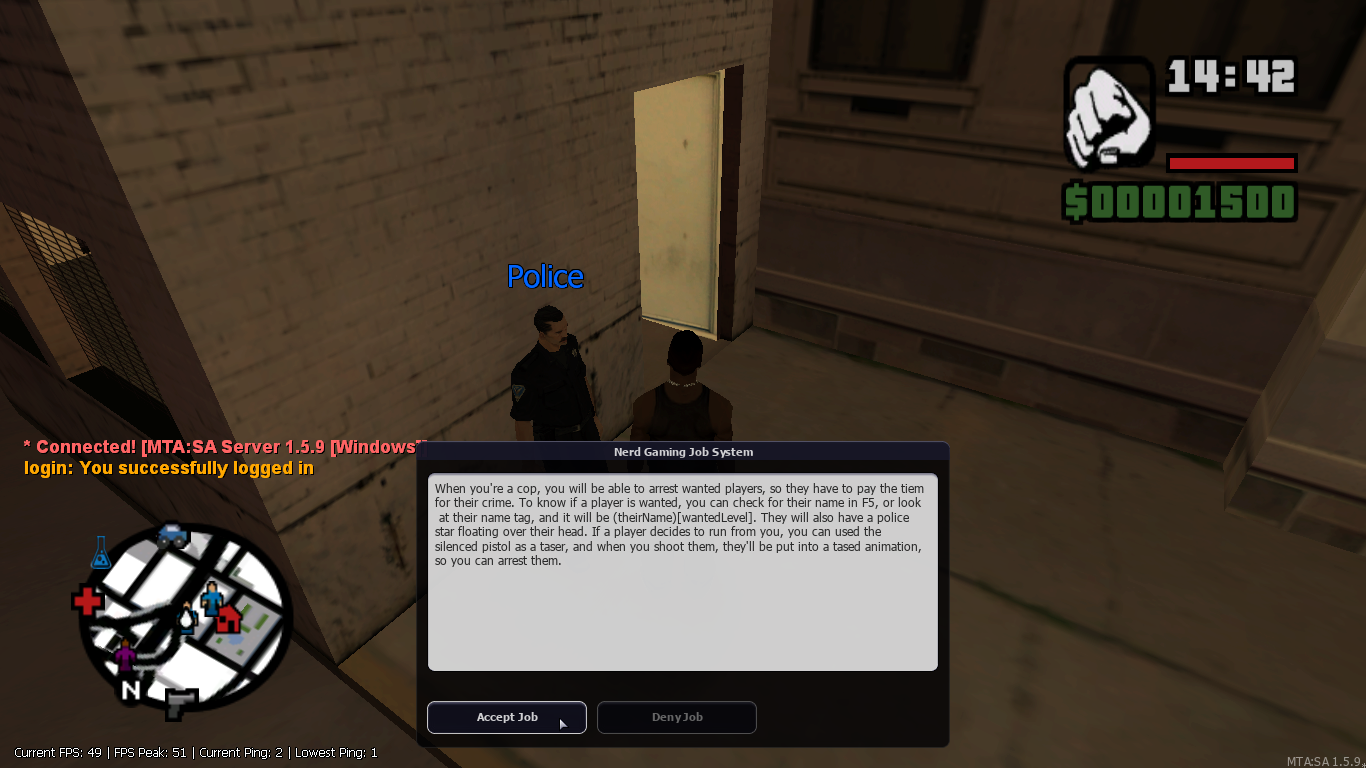 14:42
$00001500
Police
* Connected! [MTA:SA Server 1.5.9 [Windows]]
login: You successfully logged in
Nerd Gaming Job System
When you're a cop, you will be able to arrest wanted players, so they have to pay the tiem
for their crime. To know if a player is wanted, you can check for their name in F5, or look
at their name tag, and it will be (theirName)[wantedLevel]. They will also have a police
star floating over their head. If a player decides to run from you, you can used the
silenced pistol as a taser, and when you shoot them, they'll be put into a tased animation,
so you can arrest them.
Accept Job
Deny Job
N
Current FPS: 49 | FPS Peak: 51 | Current Ping: 2 | Lowest Ping: 1
MTA:SA 1.5.9